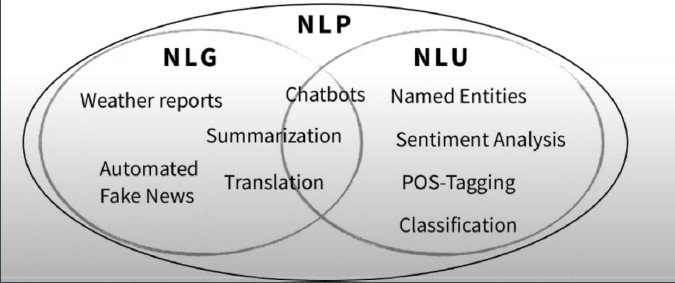 NLP
NLG
NLU
Weather reports
Chatbots
Named Entities
Summarization
Sentiment Analysis
Automated
Fake News
Translation
POS-Tagging
Classification